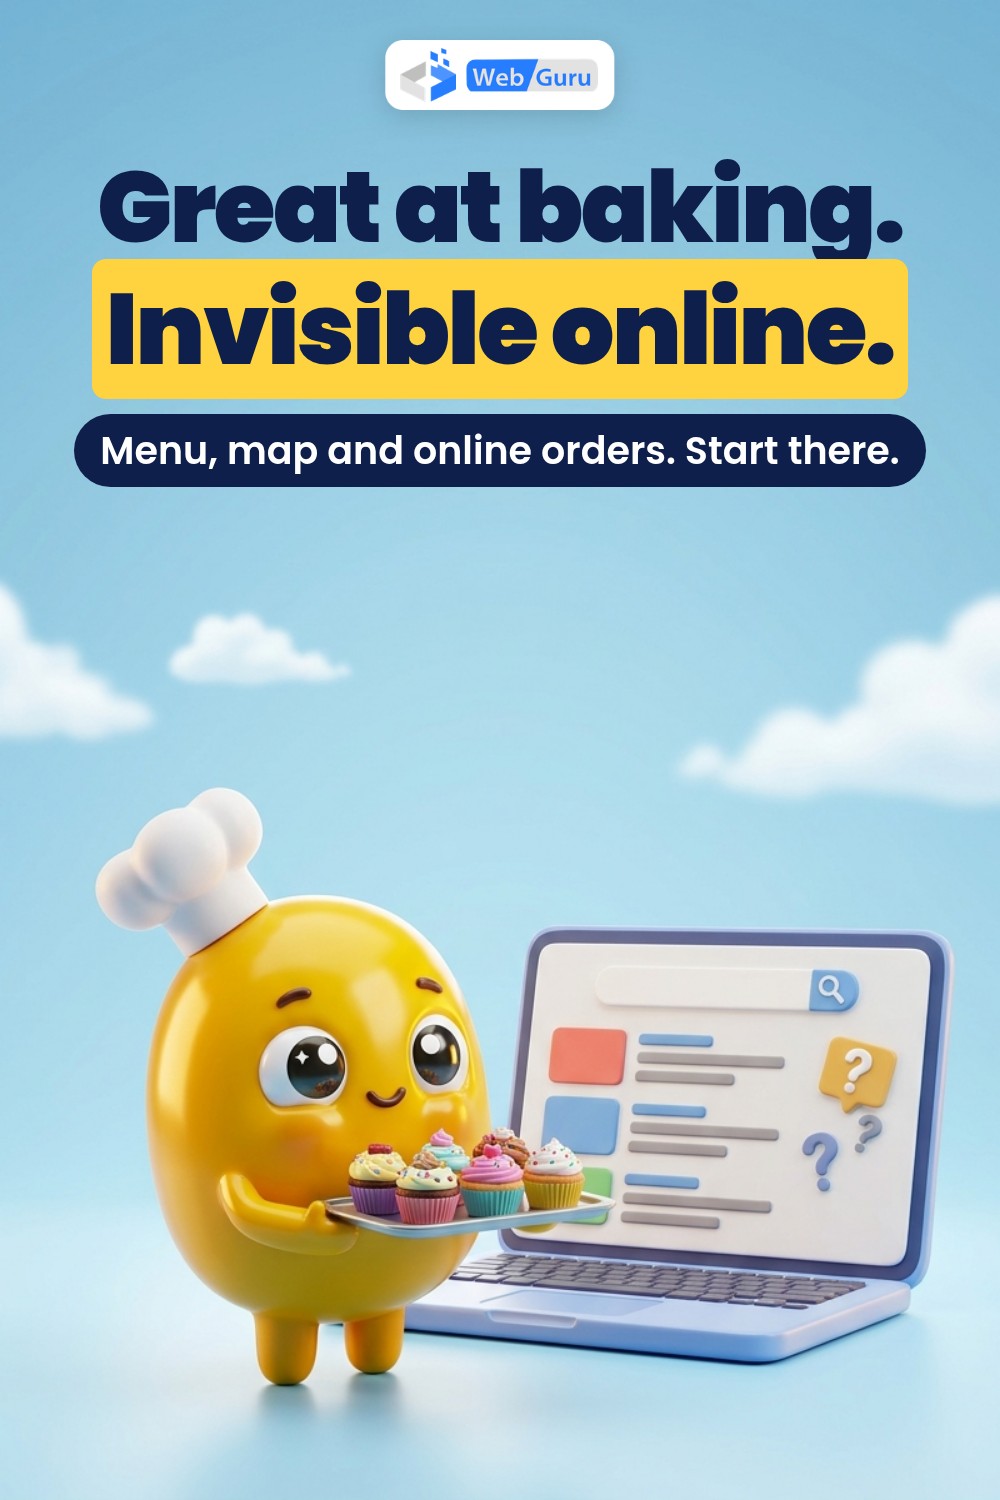 Web Guru
Great at baking.
Invisible online.
Menu, map and online orders. Start there.
?
?
?